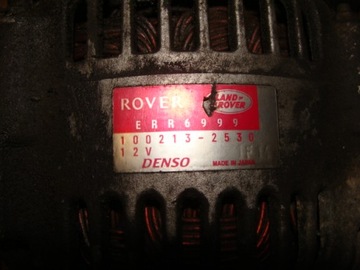 ROVER LAND-ROVER
ERR6999
100213-2530
12V
DENSO MADE IN JAPAN